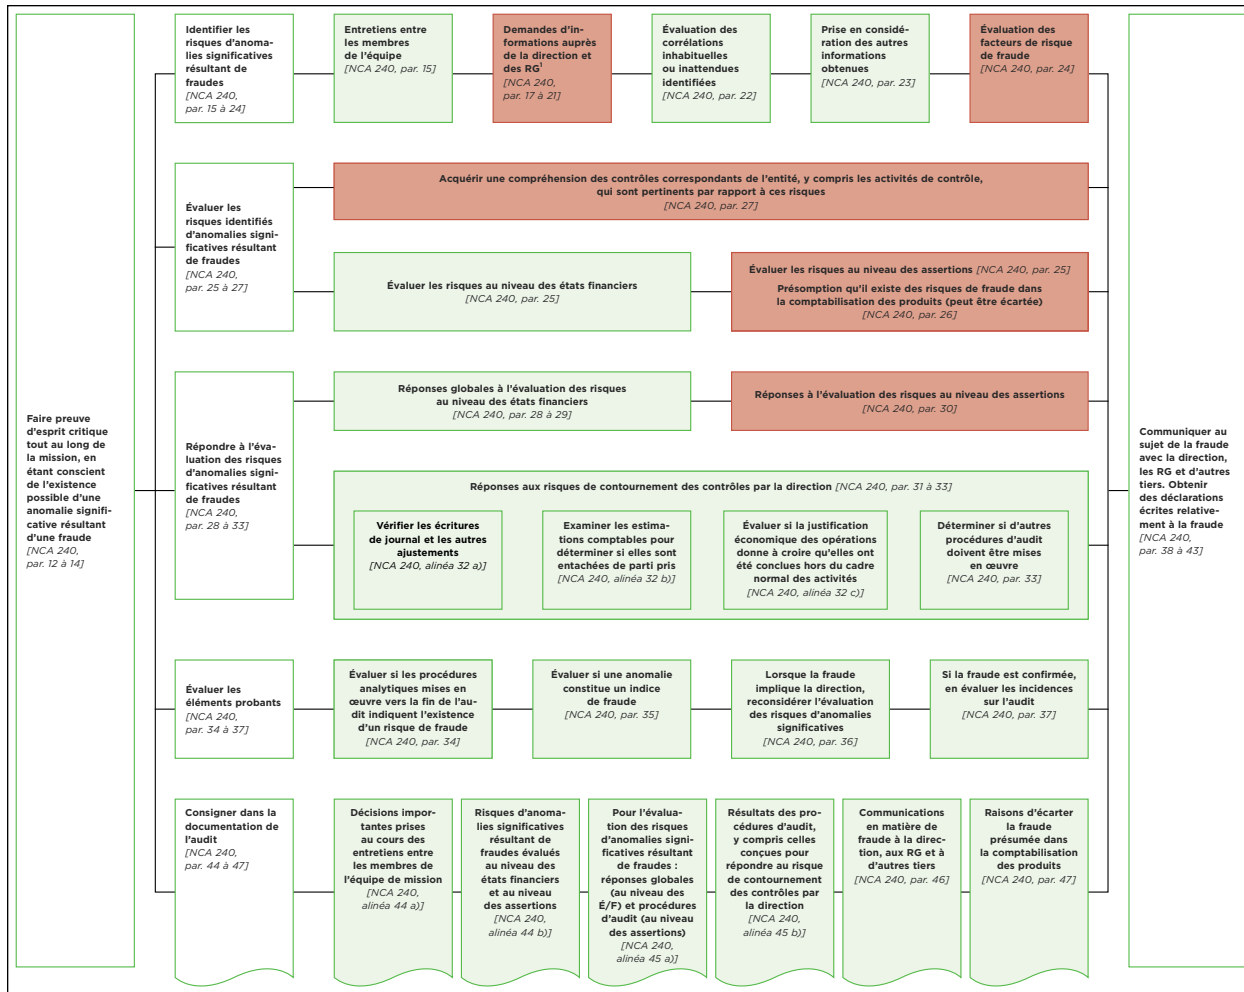 Faire preuve
d'esprit critique
tout au long de
la mission, en
étant conscient
de l'existence
possible d'une
anomalie signifi-
cative résultant
d'une fraude
[NCA 240,
par. 12 à 14]
Identifier les
risques d'anoma-
lies significatives
résultant de
fraudes
[NCA 240,
par. 15 à 24]
Entretiens entre
les membres
de l'équipe
[NCA 240, par. 15]
Demandes d'in-
formations auprès
de la direction et
des RG¹
[NCA 240,
par. 17 à 21]
Évaluation des
corrélations
inhabituelles
ou inattendues
identifiées
[NCA 240, par. 22]
Prise en considé-
ration des autres
informations
obtenues
[NCA 240, par. 23]
Évaluation des
facteurs de risque
de fraude
[NCA 240, par. 24]
Évaluer les
risques identifiés
d'anomalies signi-
ficatives résultant
de fraudes
[NCA 240,
par. 25 à 27]
Acquérir une compréhension des contrôles correspondants de l'entité, y compris les activités de contrôle,
qui sont pertinents par rapport à ces risques
[NCA 240, par. 27]
Évaluer les risques au niveau des états financiers
[NCA 240, par. 25]
Évaluer les risques au niveau des assertions [NCA 240, par. 25]
Présomption qu'il existe des risques de fraude dans
la comptabilisation des produits (peut être écartée)
[NCA 240, par. 26]
Répondre à l'éva-
luation des risques
d'anomalies signi-
ficatives résultant
de fraudes
[NCA 240,
par. 28 à 33]
Réponses globales à l'évaluation des risques
au niveau des états financiers
[NCA 240, par. 28 à 29]
Réponses à l'évaluation des risques au niveau des assertions
[NCA 240, par. 30]
Réponses aux risques de contournement des contrôles par la direction [NCA 240, par. 31 à 33]
Vérifier les écritures
de journal et les autres
ajustements
[NCA 240, alinéa 32 a)]
Examiner les estima-
tions comptables pour
déterminer si elles sont
entachées de parti pris
[NCA 240, alinéa 32 b)]
Évaluer si la justification
économique des opérations
donne à croire qu'elles ont
été conclues hors du cadre
normal des activités
[NCA 240, alinéa 32 c)]
Déterminer si d'autres
procédures d'audit
doivent être mises
en œuvre
[NCA 240, par. 33]
Évaluer les
éléments probants
[NCA 240,
par. 34 à 37]
Évaluer si les procédures
analytiques mises en
œuvre vers la fin de l'au-
dit indiquent l'existence
d'un risque de fraude
[NCA 240, par. 34]
Évaluer si une anomalie
constitue un indice
de fraude
[NCA 240, par. 35]
Lorsque la fraude
implique la direction,
reconsidérer l'évaluation
des risques d'anomalies
significatives
[NCA 240, par. 36]
Si la fraude est confirmée,
en évaluer les incidences
sur l'audit
[NCA 240, par. 37]
Consigner dans la
documentation de
l'audit
[NCA 240,
par. 44 à 47]
Décisions impor-
tantes prises
au cours des
entretiens entre
les membres de
l'équipe de mission
[NCA 240,
alinéa 44 a)]
Risques d'anoma-
lies significatives
résultant de
fraudes évalués
au niveau des
états financiers
et au niveau
des assertions
[NCA 240,
alinéa 44 b)]
Pour l'évalua-
tion des risques
d'anomalies signi-
ficatives résultant
de fraudes :
réponses globales
(au niveau des
É/F) et procédures
d'audit (au niveau
des assertions)
[NCA 240,
alinéa 45 a)]
Résultats des pro-
cédures d'audit,
y compris celles
conçues pour
répondre au risque
de contournement
des contrôles par
la direction
[NCA 240,
alinéa 45 b)]
Communications
en matière de
fraude à la direc-
tion, aux RG et à
d'autres tiers
[NCA 240, par. 46]
Raisons d'écarter
la fraude
présumée dans
la comptabilisation
des produits
[NCA 240, par. 47]
Communiquer au
sujet de la fraude
avec la direction,
les RG et d'autres
tiers. Obtenir
des déclarations
écrites relative-
ment à la fraude
[NCA 240,
par. 38 à 43]